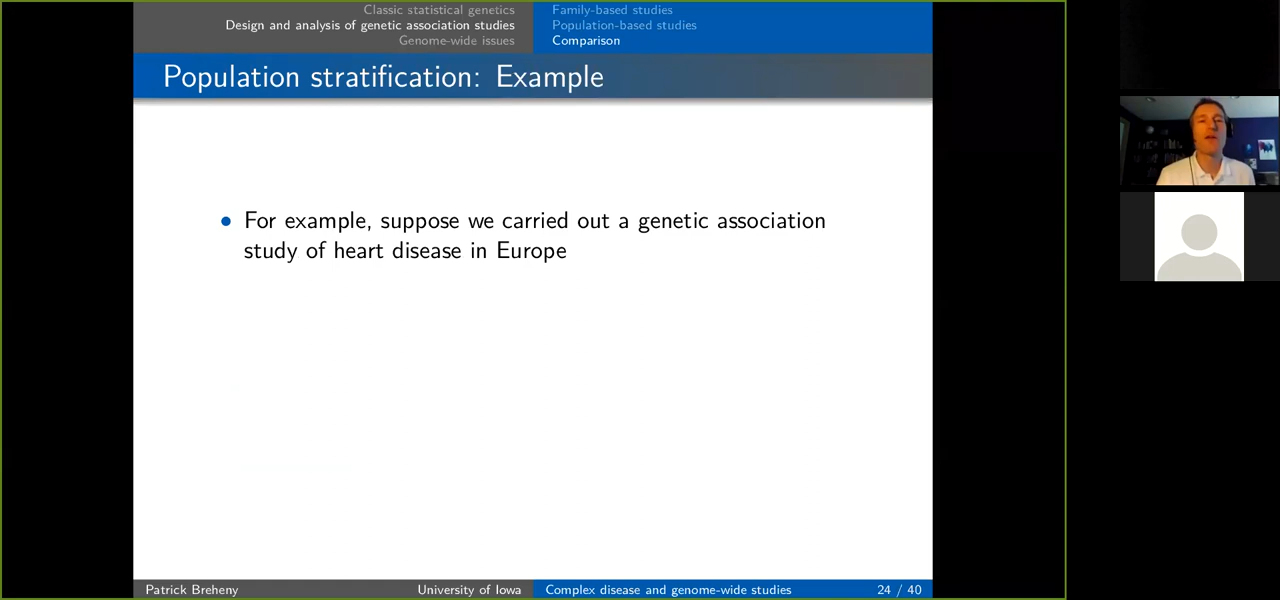 Classic statistical genetics
Design and analysis of genetic association studies
Genome-wide issues
Family-based studies
Population-based studies
Comparison
Population stratification: Example
• For example, suppose we carried out a genetic association
study of heart disease in Europe
Patrick Breheny
University of Iowa
Complex disease and genome-wide studies
24 / 40